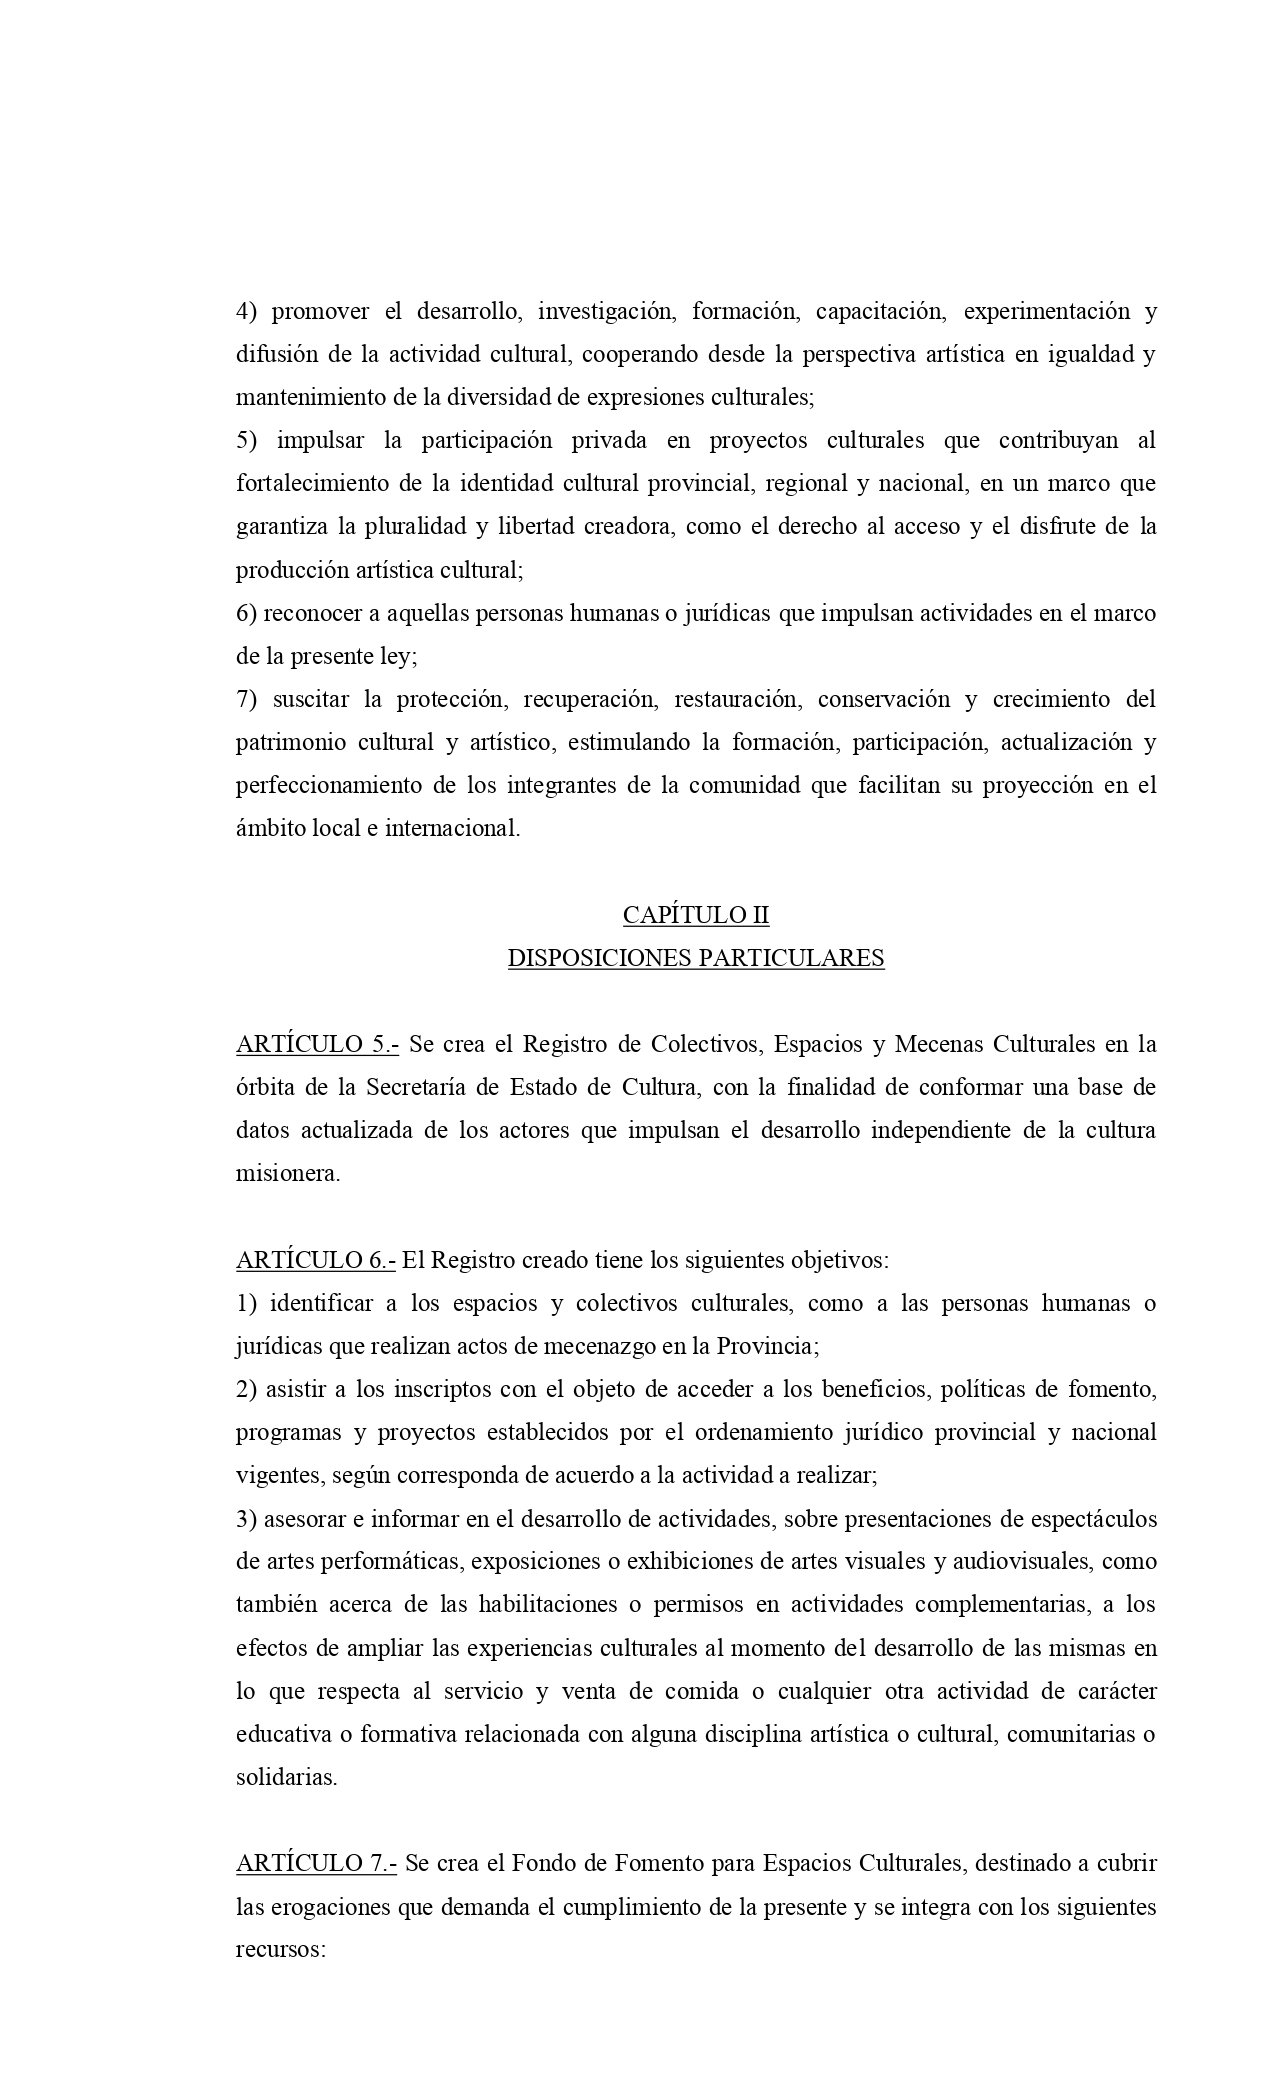 4) promover el desarrollo, investigación, formación, capacitación, experimentación y
difusión de la actividad cultural, cooperando desde la perspectiva artística en igualdad y
mantenimiento de la diversidad de expresiones culturales;
5) impulsar la participación privada en proyectos culturales que contribuyan al
fortalecimiento de la identidad cultural provincial, regional y nacional, en un marco que
garantiza la pluralidad y libertad creadora, como el derecho al acceso y el disfrute de la
producción artística cultural;
6) reconocer a aquellas personas humanas o jurídicas que impulsan actividades en el marco
de la presente ley;
7) suscitar la protección, recuperación, restauración, conservación y crecimiento del
patrimonio cultural y artístico, estimulando la formación, participación, actualización y
perfeccionamiento de los integrantes de la comunidad que facilitan su proyección en el
ámbito local e internacional.
CAPÍTULO II
DISPOSICIONES PARTICULARES
ARTÍCULO 5.- Se crea el Registro de Colectivos, Espacios y Mecenas Culturales en la
órbita de la Secretaría de Estado de Cultura, con la finalidad de conformar una base de
datos actualizada de los actores que impulsan el desarrollo independiente de la cultura
misionera.
ARTÍCULO 6.- El Registro creado tiene los siguientes objetivos:
1) identificar a los espacios y colectivos culturales, como a las personas humanas o
jurídicas que realizan actos de mecenazgo en la Provincia;
2) asistir a los inscriptos con el objeto de acceder a los beneficios, políticas de fomento,
programas y proyectos establecidos por el ordenamiento jurídico provincial y nacional
vigentes, según corresponda de acuerdo a la actividad a realizar;
3) asesorar e informar en el desarrollo de actividades, sobre presentaciones de espectáculos
de artes performáticas, exposiciones o exhibiciones de artes visuales y audiovisuales, como
también acerca de las habilitaciones o permisos en actividades complementarias, a los
efectos de ampliar las experiencias culturales al momento del desarrollo de las mismas en
lo que respecta al servicio y venta de comida o cualquier otra actividad de carácter
educativa o formativa relacionada con alguna disciplina artística o cultural, comunitarias o
solidarias.
ARTÍCULO 7.- Se crea el Fondo de Fomento para Espacios Culturales, destinado a cubrir
las erogaciones que demanda el cumplimiento de la presente y se integra con los siguientes
recursos: